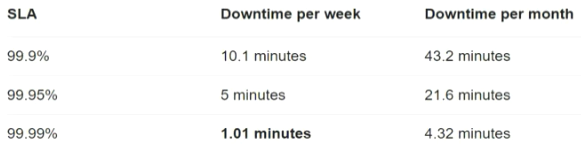 SLA Downtime per week Downtime per month
99.9% 10.1 minutes 43.2 minutes
99.95% 5 minutes 21.6 minutes
99.99% 1.01 minutes 4.32 minutes